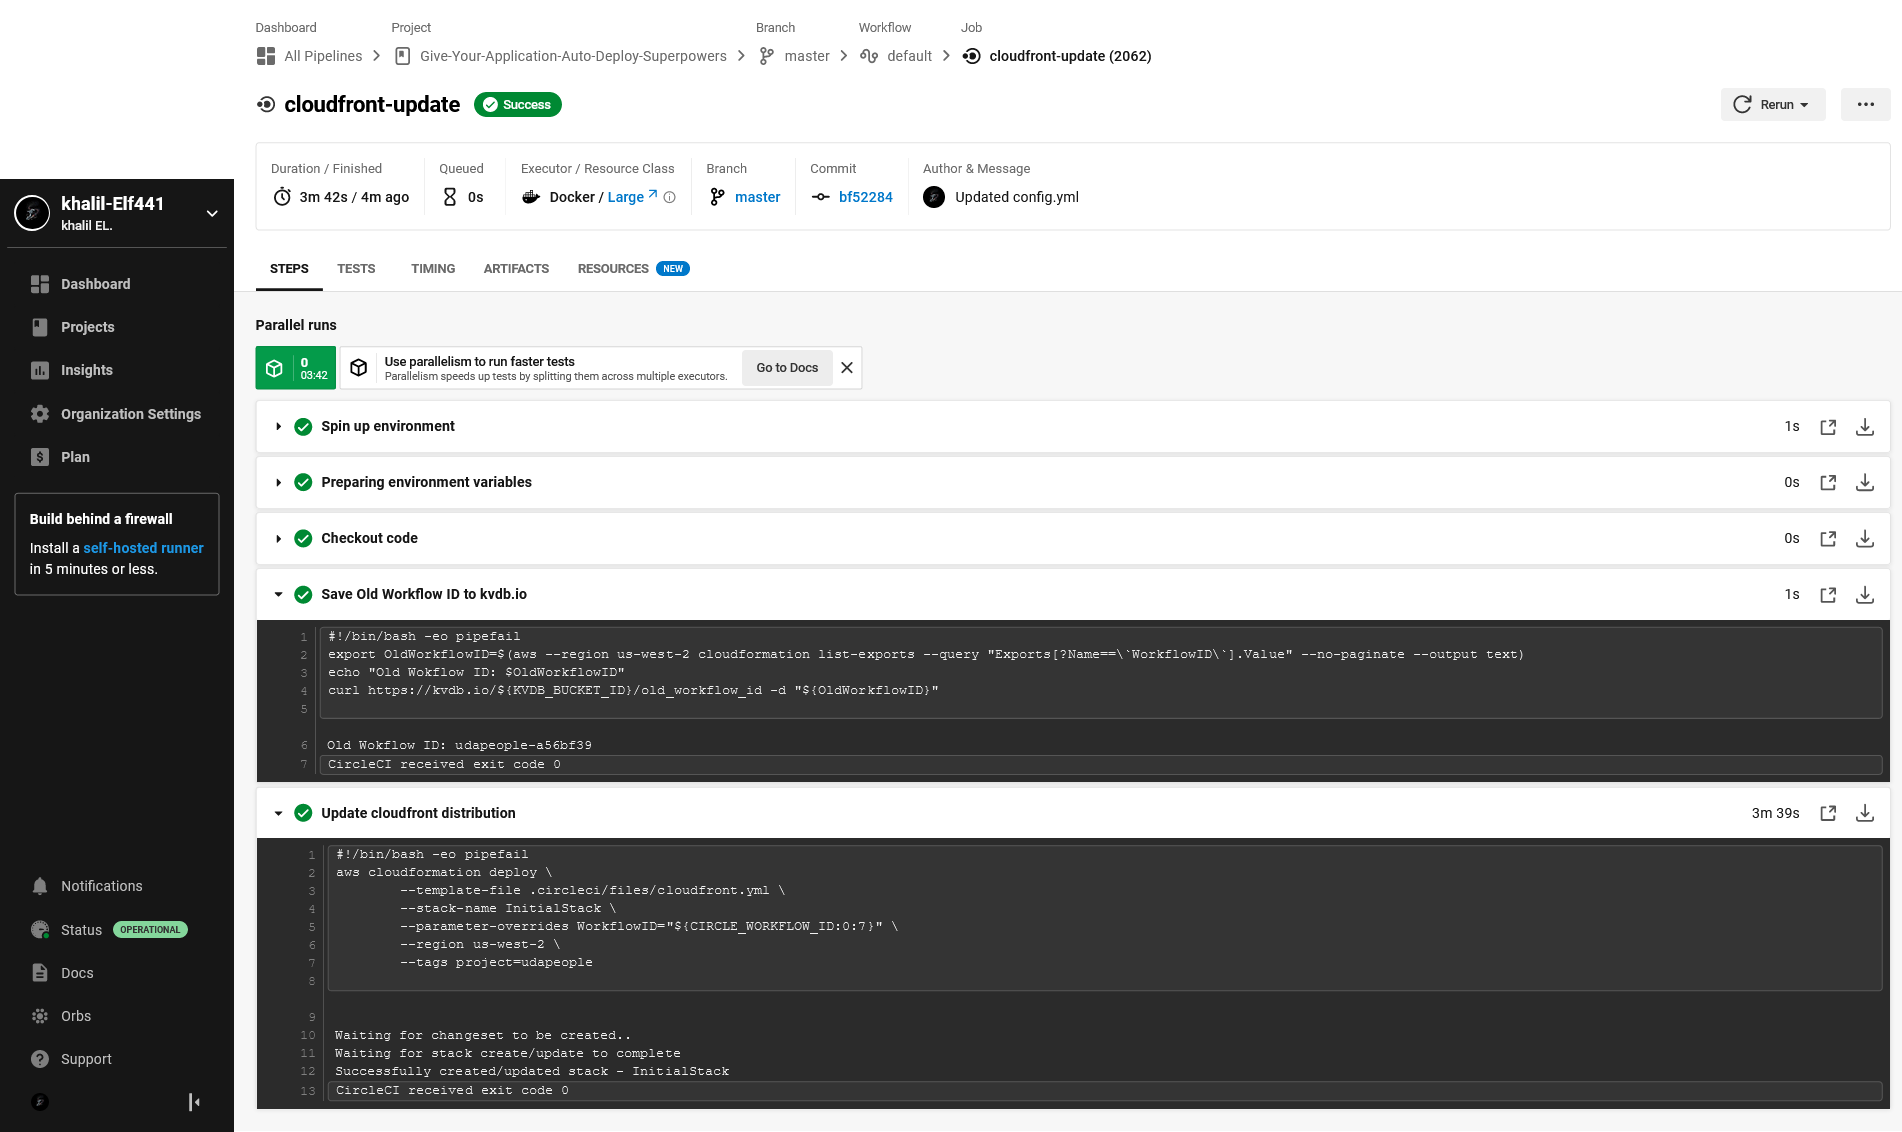 Dashboard Project Branch Workflow Job
All Pipelines Give-Your-Application-Auto-Deploy-Superpowers master default cloudfront-update (2062)
cloudfront-update Success Rerun
khalil-Elf441
khalil EL.
Dashboard
Projects
Insights
Organization Settings
Plan
Build behind a firewall
Install a self-hosted runner
in 5 minutes or less.
Notifications
Status OPERATIONAL
Docs
Orbs
Support
Duration / Finished Queued Executor / Resource Class Branch Commit Author & Message
3m 42s / 4m ago 0s Docker / Large master bf52284 Updated config.yml
STEPS TESTS TIMING ARTIFACTS RESOURCES NEW
Parallel runs
0
03:42
Use parallelism to run faster tests
Parallelism speeds up tests by splitting them across multiple executors.
Go to Docs
Spin up environment 1s
Preparing environment variables 0s
Checkout code 0s
Save Old Workflow ID to kvdb.io 1s
1 #!/bin/bash -eo pipefail
2 export OldWorkflowID=$(aws --region us-west-2 cloudformation list-exports --query "Exports[?Name==\`WorkflowID\`].Value" --no-paginate --output text)
3 echo "Old Wokflow ID: $OldWorkflowID"
4 curl https://kvdb.io/${KVDB_BUCKET_ID}/old_workflow_id -d "${OldWorkflowID}"
5
6 Old Wokflow ID: udapeople-a56bf39
7 CircleCI received exit code 0
Update cloudfront distribution 3m 39s
1 #!/bin/bash -eo pipefail
2 aws cloudformation deploy \
3 --template-file .circleci/files/cloudfront.yml \
4 --stack-name InitialStack \
5 --parameter-overrides WorkflowID="${CIRCLE_WORKFLOW_ID:0:7}" \
6 --region us-west-2 \
7 --tags project=udapeople
8
9
10 Waiting for changeset to be created..
11 Waiting for stack create/update to complete
12 Successfully created/updated stack - InitialStack
13 CircleCI received exit code 0